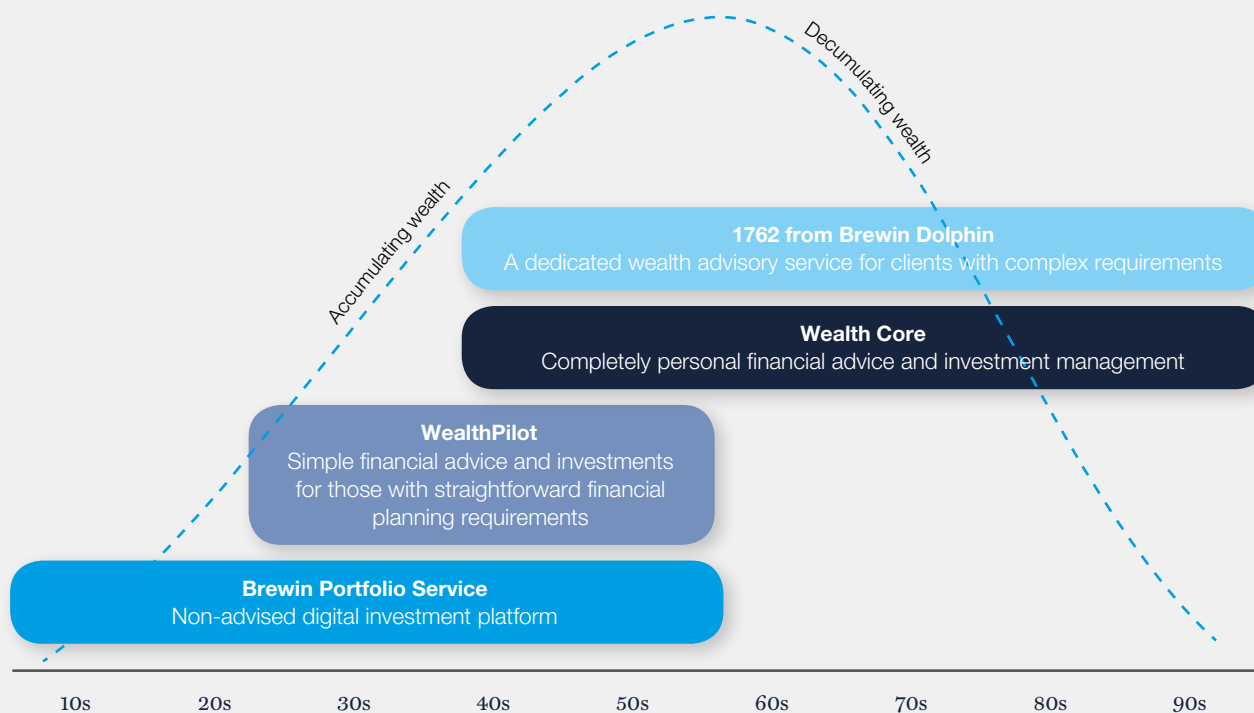 Decumulating wealth
Accumulating wealth
1762 from Brewin Dolphin
A dedicated wealth advisory service for clients with complex requirements
Wealth Core
Completely personal financial advice and investment management
WealthPilot
Simple financial advice and investments
for those with straightforward financial
planning requirements
Brewin Portfolio Service
Non-advised digital investment platform
10s 20s 30s 40s 50s 60s 70s 80s 90s